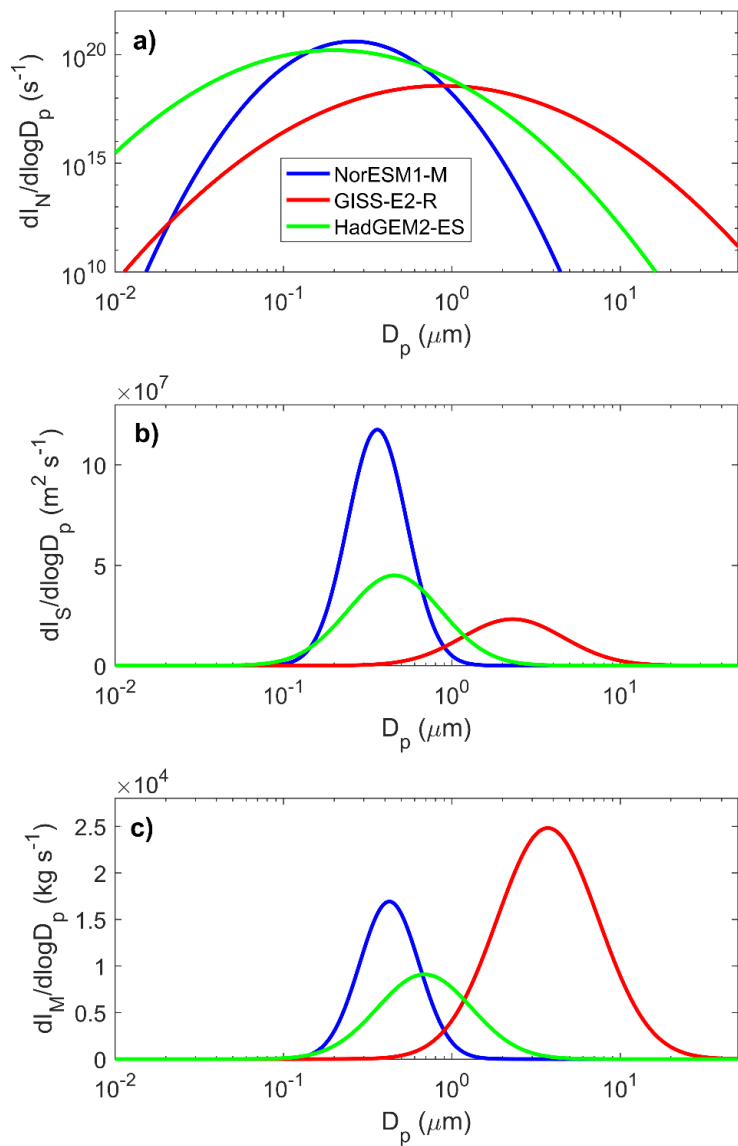 a)
dI_N/dlogD_p (s^-1)
10^20
10^15
10^10
NorESM1-M
GISS-E2-R
HadGEM2-ES
10^-2 10^-1 10^0 10^1
D_p (μm)
×10^7
b)
dI_S/dlogD_p (m^2 s^-1)
10
5
0
10^-2 10^-1 10^0 10^1
D_p (μm)
×10^4
c)
dI_M/dlogD_p (kg s^-1)
2.5
2
1.5
1
0.5
0
10^-2 10^-1 10^0 10^1
D_p (μm)